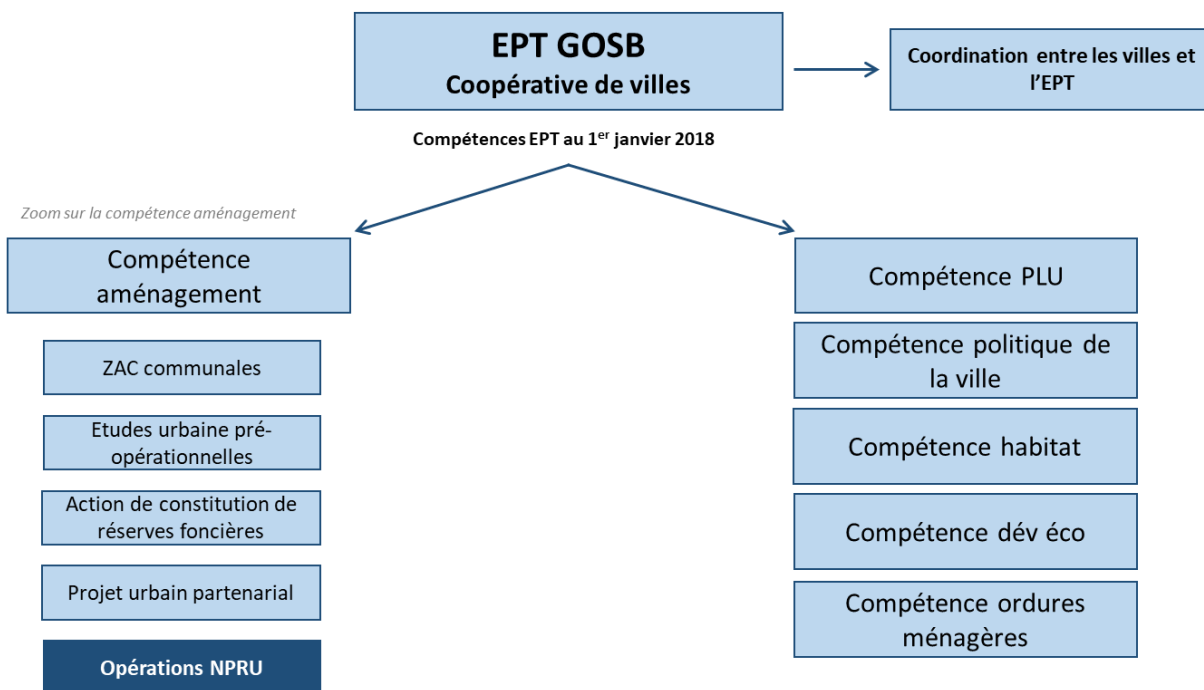 EPT GOSB
Coopérative de villes
Coordination entre les villes et
l’EPT
Compétences EPT au 1er janvier 2018
Zoom sur la compétence aménagement
Compétence
aménagement
ZAC communales
Etudes urbaine pré-
opérationnelles
Action de constitution de
réserves foncières
Projet urbain partenarial
Opérations NPRU
Compétence PLU
Compétence politique de
la ville
Compétence habitat
Compétence dév éco
Compétence ordures
ménagères